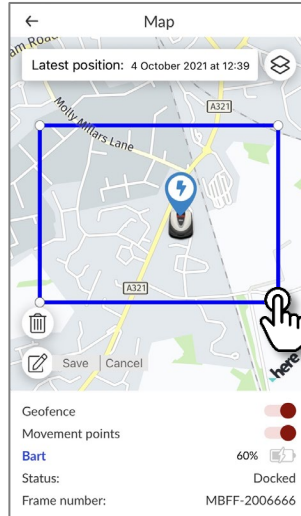 Map
am Road
Latest position: 4 October 2021 at 12:39
A321
Molly Millars Lane
A321
here
Save | Cancel
Geofence
Movement points
Bart 60%
Status: Docked
Frame number: MBFF-2006666